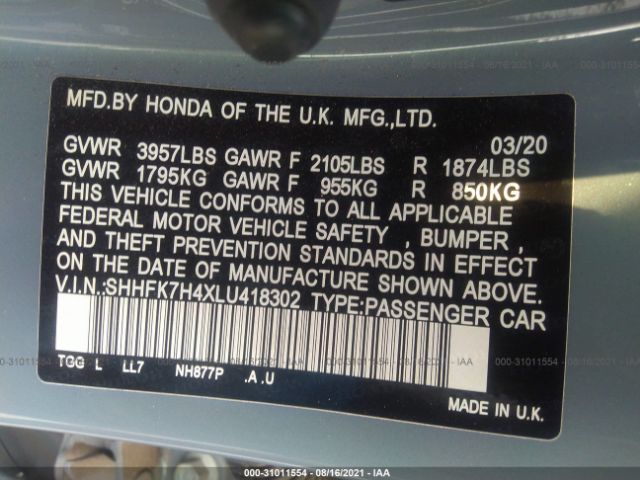 MFD.BY HONDA OF THE U.K. MFG.,LTD.
03/20
GVWR 3957LBS GAWR F 2105LBS R 1874LBS
GVWR 1795KG GAWR F 955KG R 850KG
THIS VEHICLE CONFORMS TO ALL APPLICABLE
FEDERAL MOTOR VEHICLE SAFETY , BUMPER ,
AND THEFT PREVENTION STANDARDS IN EFFECT
ON THE DATE OF MANUFACTURE SHOWN ABOVE.
V.I.N.:SHHFK7H4XLU418302 TYPE:PASSENGER CAR
TGG L LL7 NH877P .A .U
MADE IN U.K.
000-31011554 - 08/16/2021 - IAA